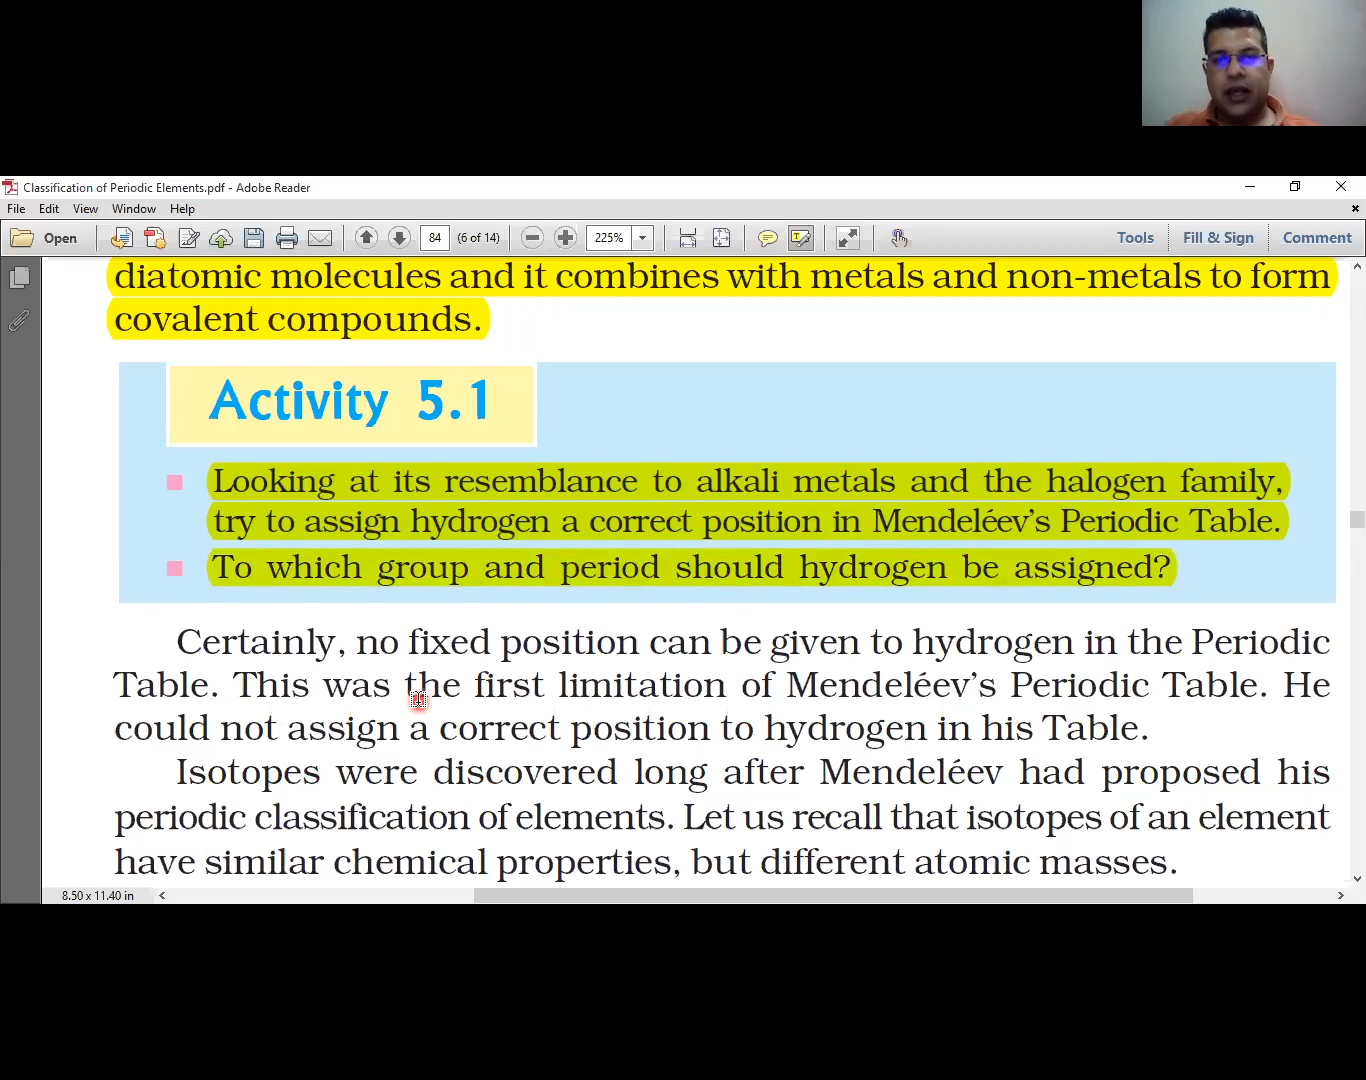 Classification of Periodic Elements.pdf - Adobe Reader
File Edit View Window Help
Open 84 (6 of 14) 225% Tools Fill & Sign Comment
diatomic molecules and it combines with metals and non-metals to form
covalent compounds.
Activity 5.1
Looking at its resemblance to alkali metals and the halogen family,
try to assign hydrogen a correct position in Mendeléev’s Periodic Table.
To which group and period should hydrogen be assigned?
Certainly, no fixed position can be given to hydrogen in the Periodic
Table. This was the first limitation of Mendeléev’s Periodic Table. He
could not assign a correct position to hydrogen in his Table.
Isotopes were discovered long after Mendeléev had proposed his
periodic classification of elements. Let us recall that isotopes of an element
have similar chemical properties, but different atomic masses.
8.50 x 11.40 in